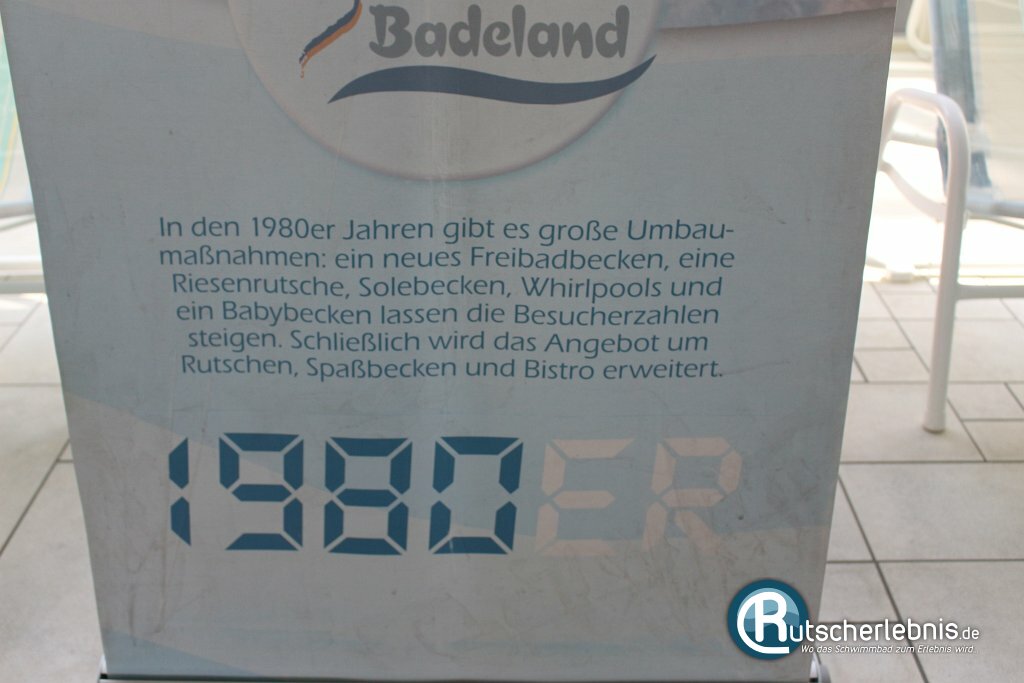 Badeland
In den 1980er Jahren gibt es große Umbau-
maßnahmen: ein neues Freibadbecken, eine
Riesenrutsche, Solebecken, Whirlpools und
ein Babybecken lassen die Besucherzahlen
steigen. Schließlich wird das Angebot um
Rutschen, Spaßbecken und Bistro erweitert.
1980ER
Rutscherlebnis.de
Wo das Schwimmbad zum Erlebnis wird